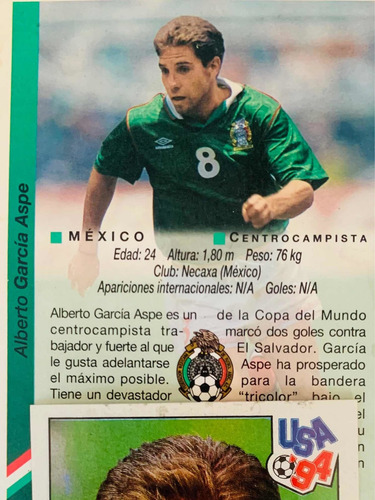 Alberto García Aspe
8
MÉXICO
CENTROCAMPISTA
Edad: 24 Altura: 1,80 m Peso: 76 kg
Club: Necaxa (México)
Apariciones internacionales: N/A Goles: N/A
Alberto García Aspe es un
centrocampista tra-
bajador y fuerte al que
le gusta adelantarse
el máximo posible.
Tiene un devastador
de la Copa del Mundo
marcó dos goles contra
El Salvador. García
Aspe ha prosperado
para la bandera
"tricolor" bajo el
el
USA
94